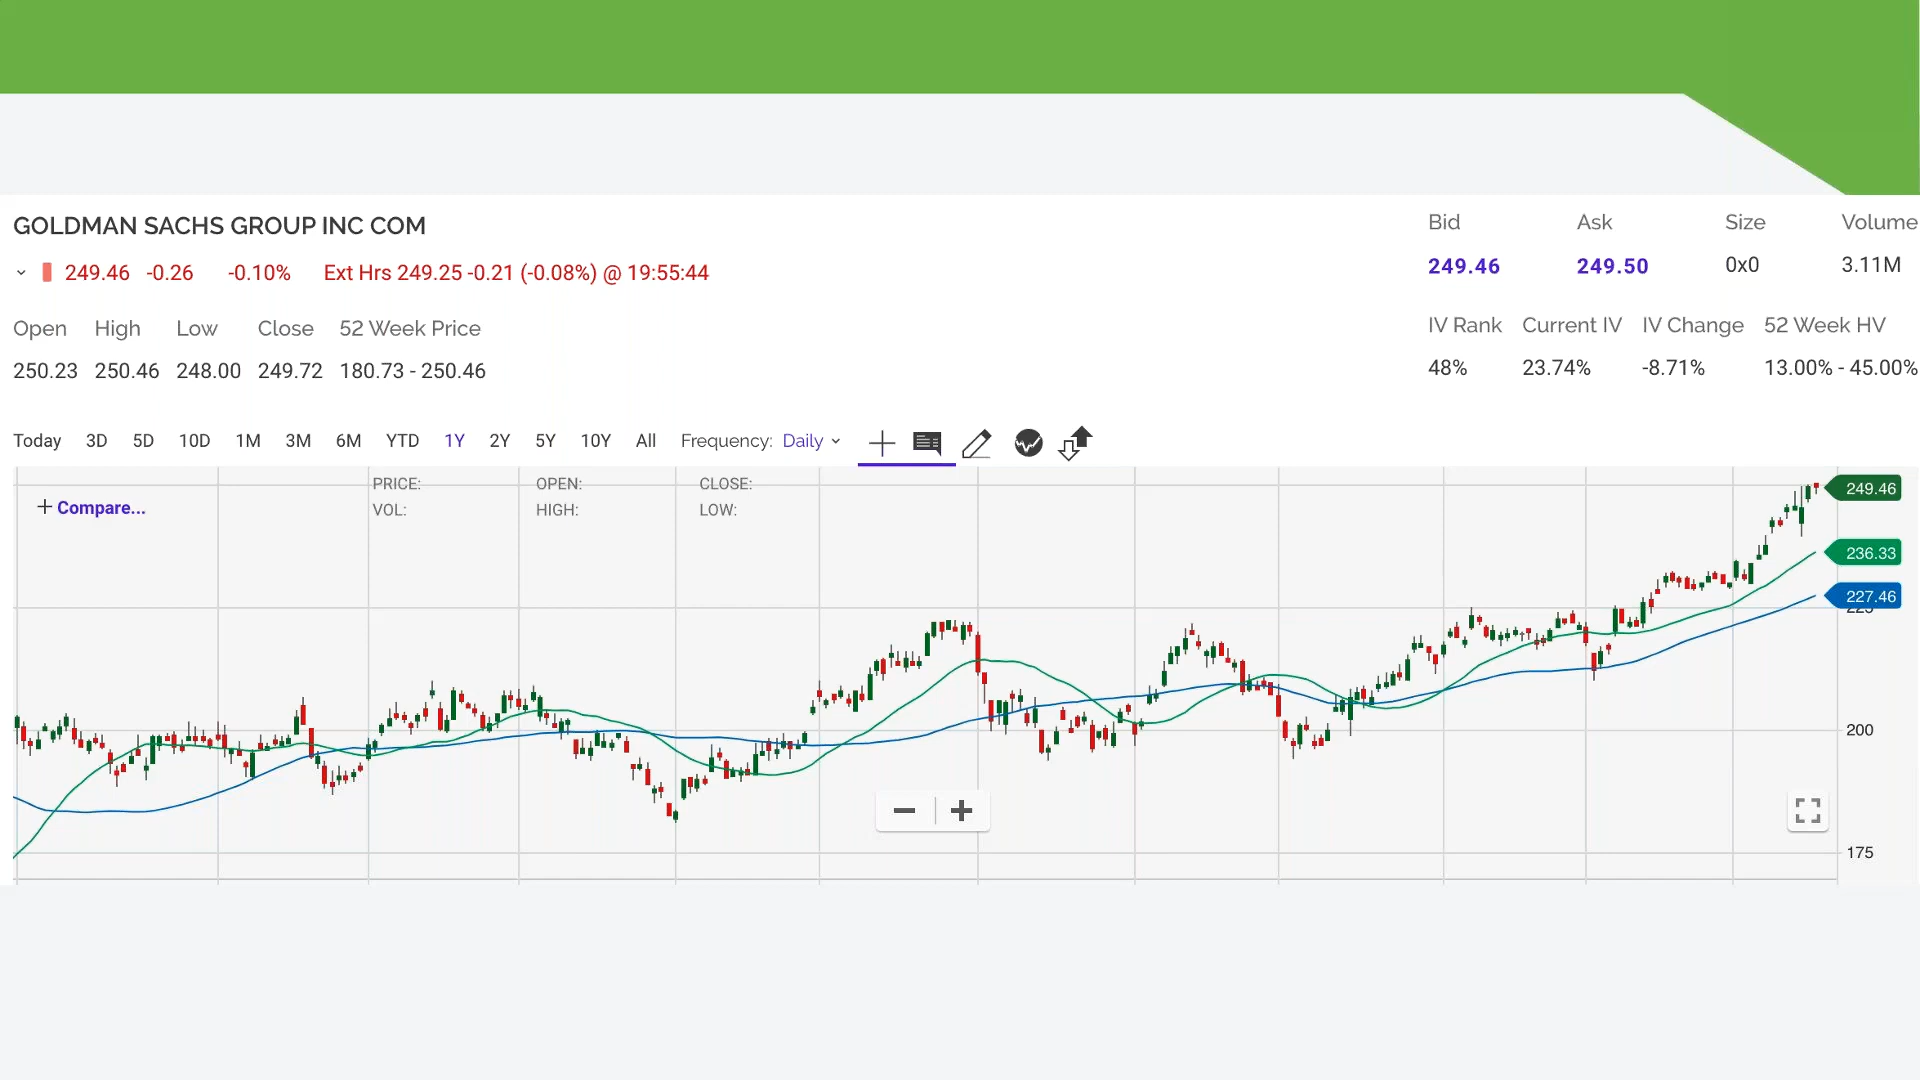 GOLDMAN SACHS GROUP INC COM
249.46 -0.26 -0.10% Ext Hrs 249.25 -0.21 (-0.08%) @ 19:55:44
Open High Low Close 52 Week Price
250.23 250.46 248.00 249.72 180.73 - 250.46
Bid Ask Size Volume
249.46 249.50 0x0 3.11M
IV Rank Current IV IV Change 52 Week HV
48% 23.74% -8.71% 13.00% - 45.00%
Today 3D 5D 10D 1M 3M 6M YTD 1Y 2Y 5Y 10Y All Frequency: Daily
+ Compare...
PRICE: OPEN: CLOSE:
VOL: HIGH: LOW:
249.46
236.33
227.46
225
200
175